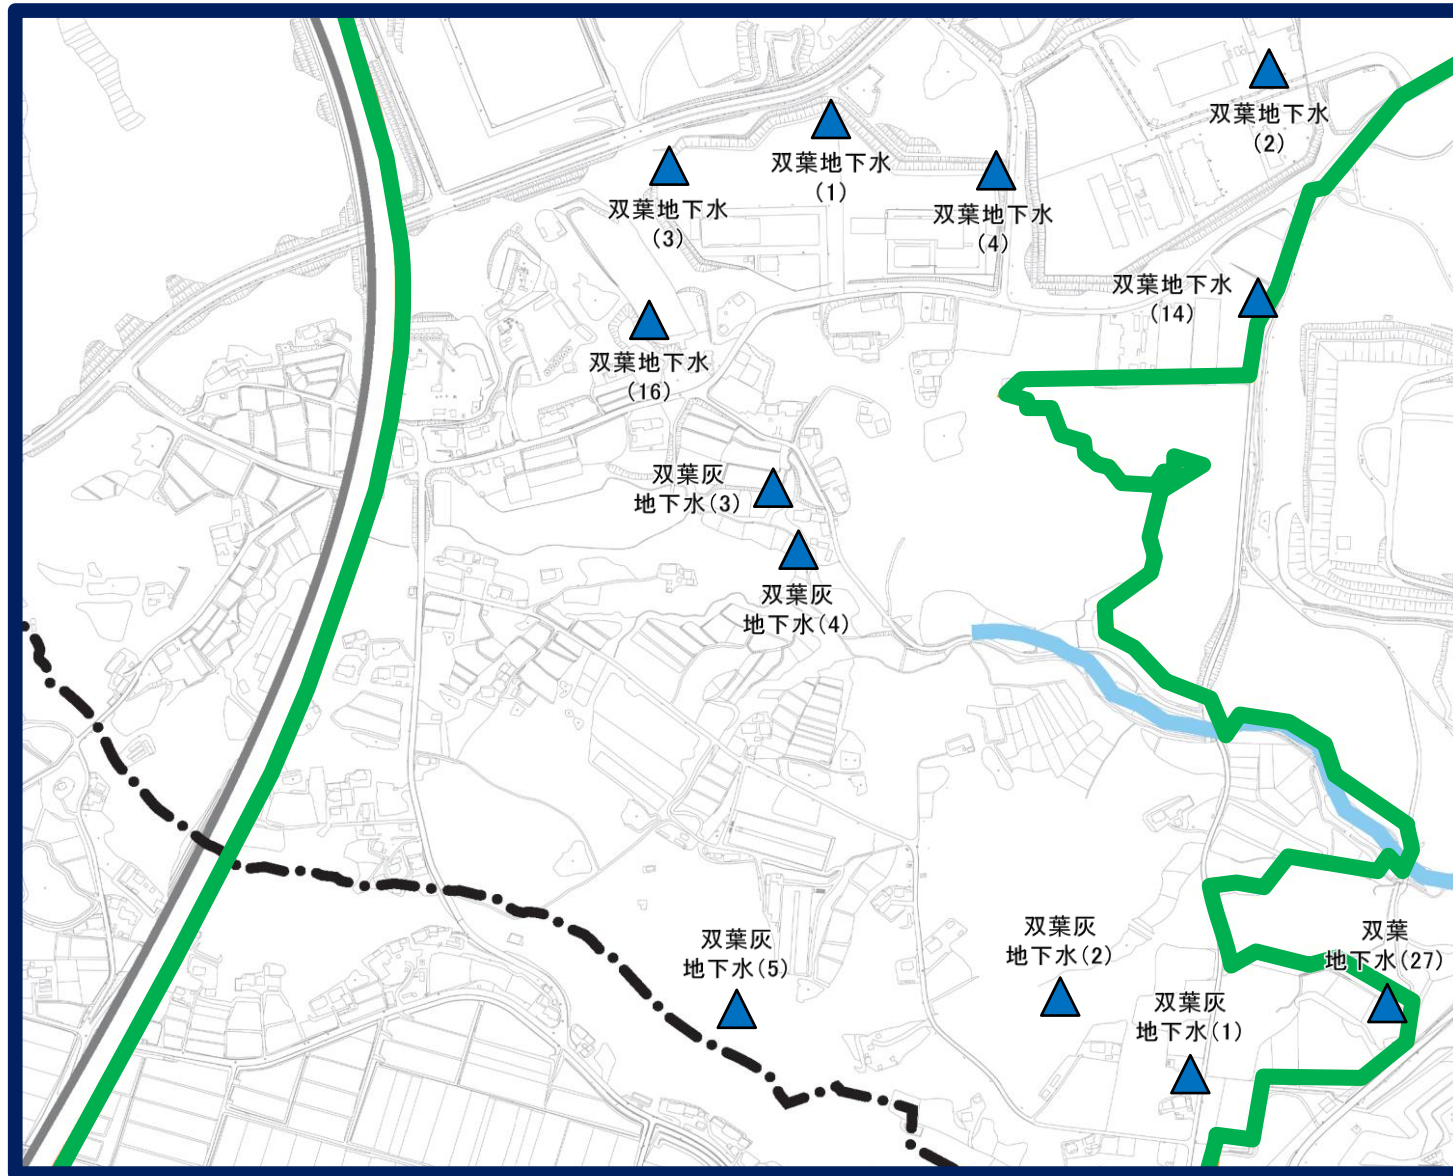 双葉地下水
(2)
双葉地下水
(1)
双葉地下水
(3)
双葉地下水
(4)
双葉地下水
(14)
双葉地下水
(16)
双葉灰
地下水(3)
双葉灰
地下水(4)
双葉灰
地下水(5)
双葉灰
地下水(2)
双葉
地下水(27)
双葉灰
地下水(1)